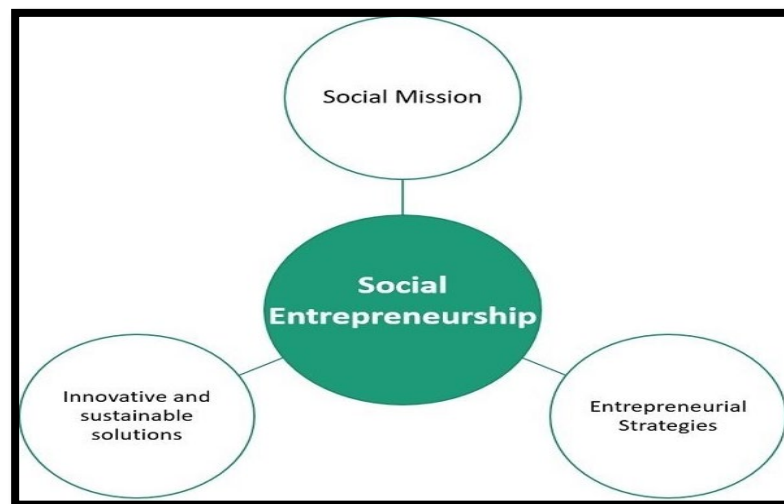 Social Mission
Social
Entrepreneurship
Innovative and
sustainable
solutions
Entrepreneurial
Strategies